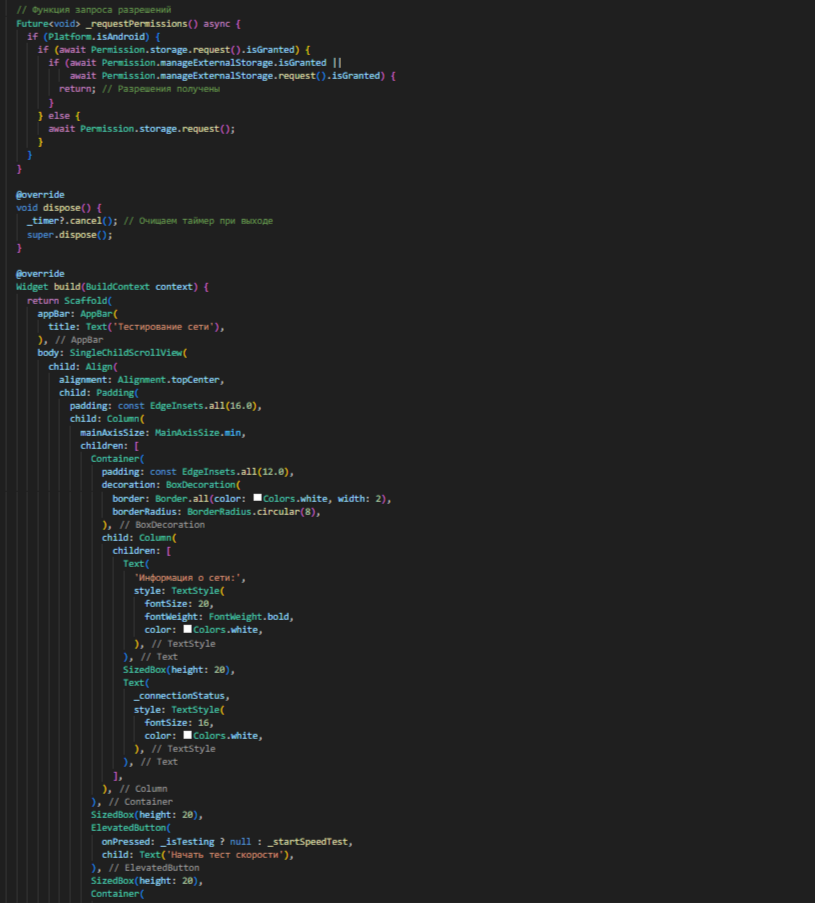 // Функция запроса разрешений
Future<void> _requestPermissions() async {
  if (Platform.isAndroid) {
    if (await Permission.storage.request().isGranted) {
      if (await Permission.manageExternalStorage.isGranted ||
          await Permission.manageExternalStorage.request().isGranted) {
        return; // Разрешения получены
      }
    } else {
      await Permission.storage.request();
    }
  }
}

@override
void dispose() {
  _timer?.cancel(); // Очищаем таймер при выходе
  super.dispose();
}

@override
Widget build(BuildContext context) {
  return Scaffold(
    appBar: AppBar(
      title: Text('Тестирование сети'),
    ), // AppBar
    body: SingleChildScrollView(
      child: Align(
        alignment: Alignment.topCenter,
        child: Padding(
          padding: const EdgeInsets.all(16.0),
          child: Column(
            mainAxisSize: MainAxisSize.min,
            children: [
              Container(
                padding: const EdgeInsets.all(12.0),
                decoration: BoxDecoration(
                  border: Border.all(color: Colors.white, width: 2),
                  borderRadius: BorderRadius.circular(8),
                ), // BoxDecoration
                child: Column(
                  children: [
                    Text(
                      'Информация о сети:',
                      style: TextStyle(
                        fontSize: 20,
                        fontWeight: FontWeight.bold,
                        color: Colors.white,
                      ), // TextStyle
                    ), // Text
                    SizedBox(height: 20),
                    Text(
                      _connectionStatus,
                      style: TextStyle(
                        fontSize: 16,
                        color: Colors.white,
                      ), // TextStyle
                    ), // Text
                  ],
                ), // Column
              ), // Container
              SizedBox(height: 20),
              ElevatedButton(
                onPressed: _isTesting ? null : _startSpeedTest,
                child: Text('Начать тест скорости'),
              ), // ElevatedButton
              SizedBox(height: 20),
              Container(